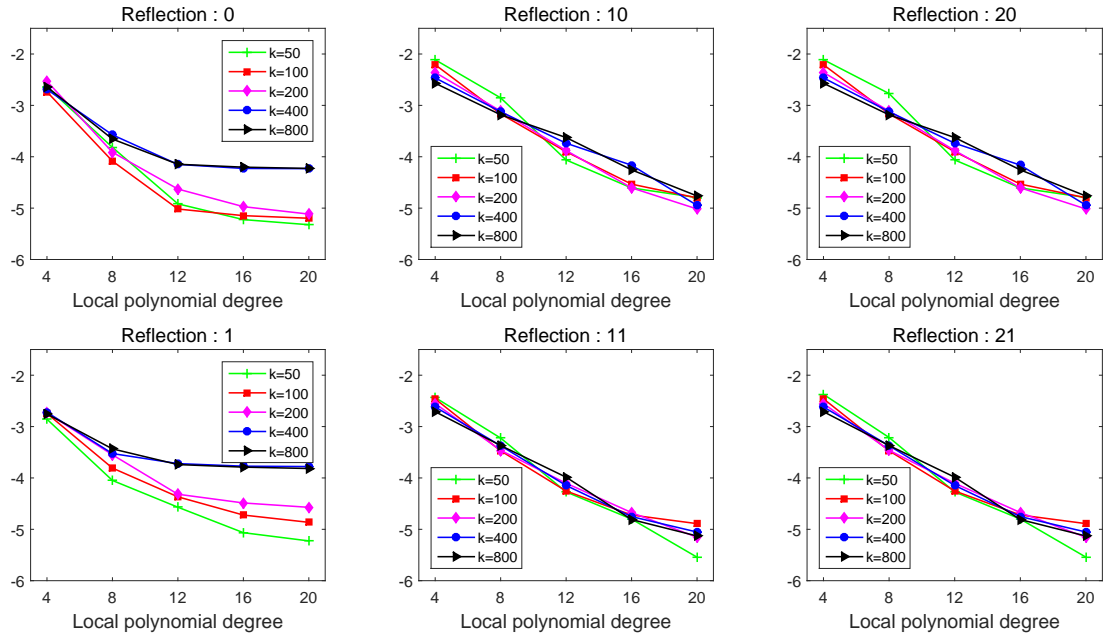 Reflection : 0
-2
-3
-4
-5
-6
k=50
k=100
k=200
k=400
k=800
4 8 12 16 20
Local polynomial degree
Reflection : 10
-2
-3
-4
-5
-6
k=50
k=100
k=200
k=400
k=800
4 8 12 16 20
Local polynomial degree
Reflection : 20
-2
-3
-4
-5
-6
k=50
k=100
k=200
k=400
k=800
4 8 12 16 20
Local polynomial degree
Reflection : 1
-2
-3
-4
-5
-6
k=50
k=100
k=200
k=400
k=800
4 8 12 16 20
Local polynomial degree
Reflection : 11
-2
-3
-4
-5
-6
k=50
k=100
k=200
k=400
k=800
4 8 12 16 20
Local polynomial degree
Reflection : 21
-2
-3
-4
-5
-6
k=50
k=100
k=200
k=400
k=800
4 8 12 16 20
Local polynomial degree